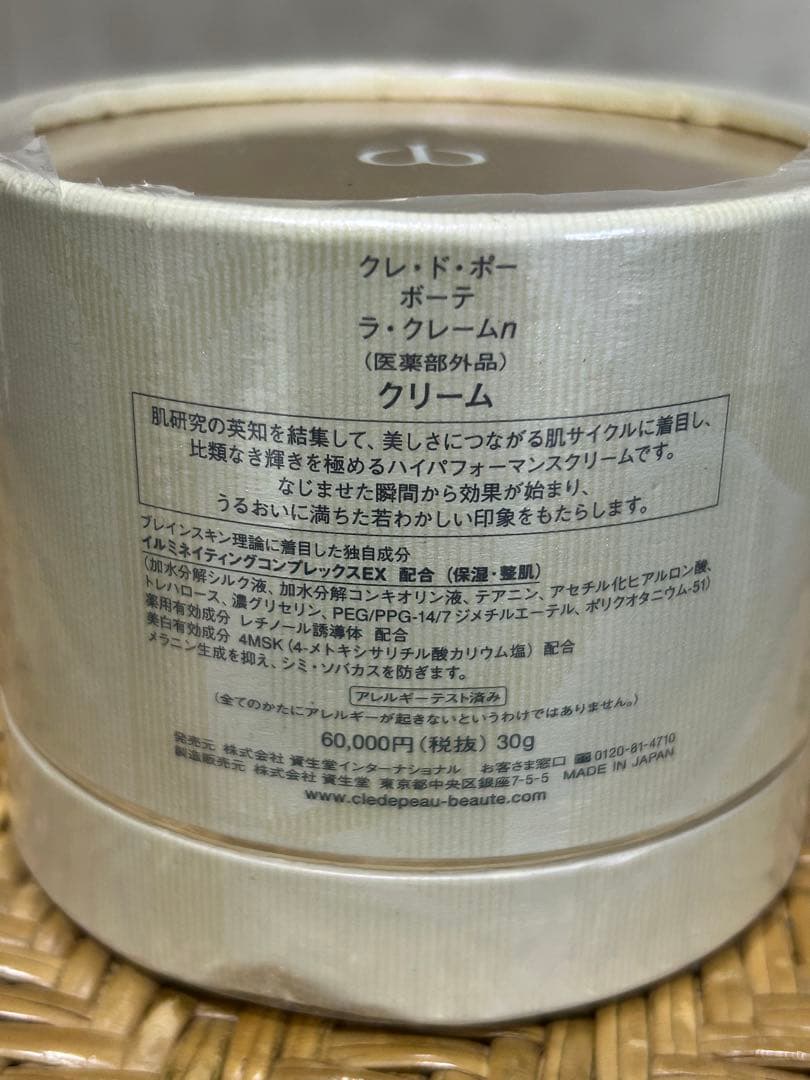 クレ・ド・ポー
ボーテ
ラ・クレームn
(医薬部外品)
クリーム
肌研究の英知を結集して、美しさにつながる肌サイクルに着目し、
比類なき輝きを極めるハイパフォーマンスクリームです。
なじませた瞬間から効果が始まり、
うるおいに満ちた若わかしい印象をもたらします。
ブレインスキン理論に着目した独自成分
イルミネイティングコンプレックスEX 配合(保湿・整肌)
(加水分解シルク液、加水分解コンキオリン液、テアニン、アセチル化ヒアルロン酸、
トレハロース、濃グリセリン、PEG/PPG-14/7 ジメチルエーテル、ポリクオタニウム-51)
薬用有効成分 レチノール誘導体 配合
美白有効成分 4MSK(4-メトキシサリチル酸カリウム塩)配合
メラニン生成を抑え、シミ・ソバカスを防ぎます。
アレルギーテスト済み
(全てのかたにアレルギーが起きないというわけではありません。)
60,000円(税抜) 30g
発売元 株式会社 資生堂インターナショナル お客さま窓口 0120-81-4710
製造販売元 株式会社 資生堂 東京都中央区銀座7-5-5 MADE IN JAPAN
www.cledepeau-beaute.com